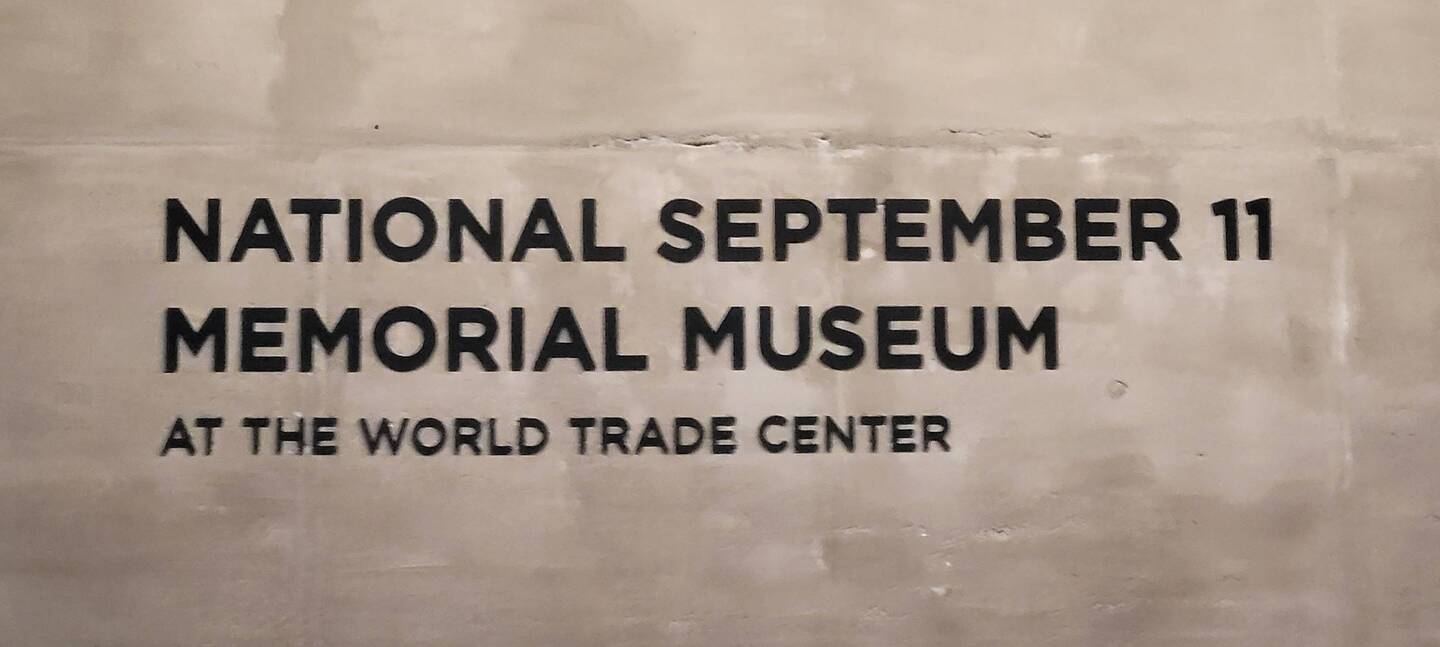 NATIONAL SEPTEMBER 11
MEMORIAL MUSEUM
AT THE WORLD TRADE CENTER